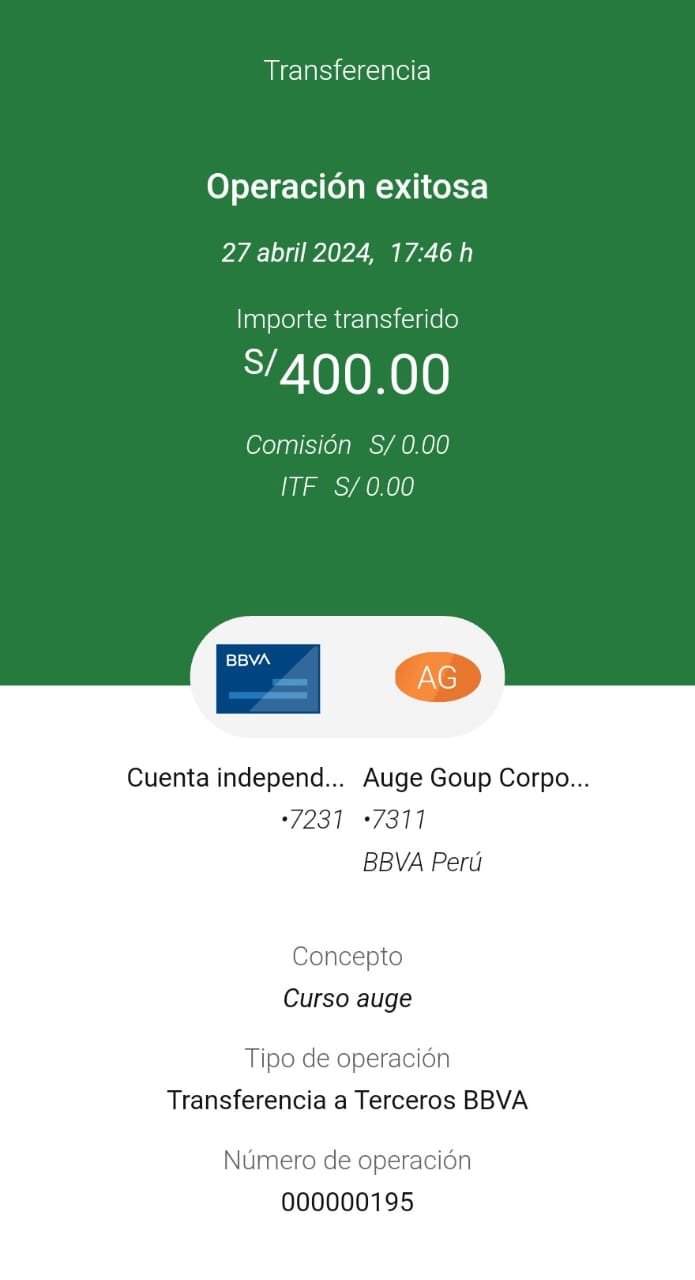 Transferencia
Operación exitosa
27 abril 2024, 17:46 h
Importe transferido
S/400.00
Comisión S/ 0.00
ITF S/ 0.00
BBVA
AG
Cuenta independ... Auge Goup Corpo...
•7231 •7311
BBVA Perú
Concepto
Curso auge
Tipo de operación
Transferencia a Terceros BBVA
Número de operación
000000195